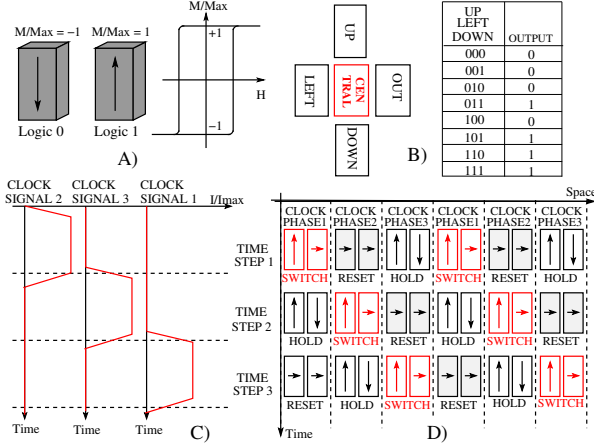 M/Max
M/Max = −1 M/Max = 1
+1
H
−1
Logic 0 Logic 1
A)
UP
LEFT
CEN
TRAL
OUT
DOWN
B)
UP
LEFT
DOWN OUTPUT
000 0
001 0
010 0
011 1
100 0
101 1
110 1
111 1
CLOCK CLOCK CLOCK
SIGNAL 2 SIGNAL 3 SIGNAL 1 I/Imax
Time Time Time
C)
Space
CLOCK CLOCK CLOCK CLOCK CLOCK CLOCK
PHASE1 PHASE2 PHASE3 PHASE1 PHASE2 PHASE3
TIME
STEP 1
SWITCH RESET HOLD SWITCH RESET HOLD
TIME
STEP 2
HOLD SWITCH RESET HOLD SWITCH RESET
TIME
STEP 3
RESET HOLD SWITCH RESET HOLD SWITCH
Time
D)